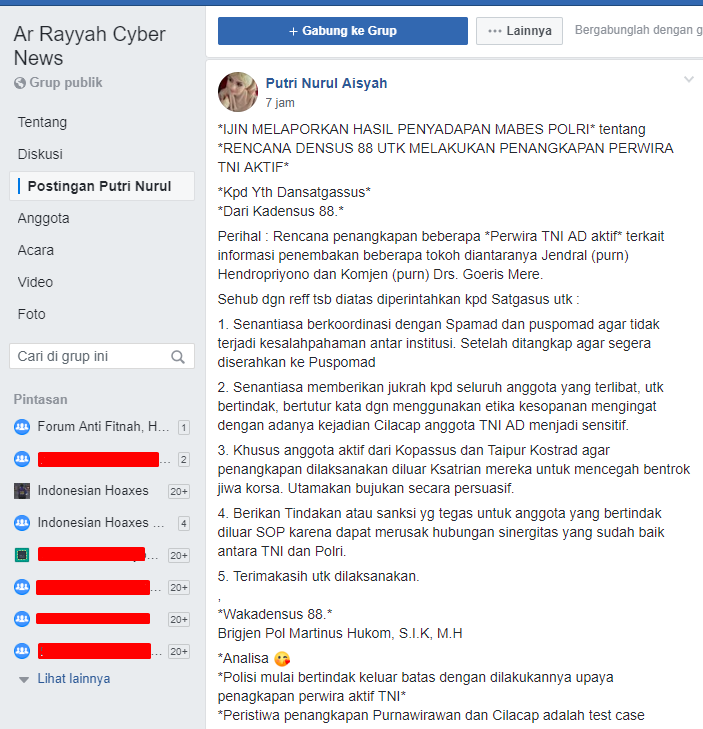 Ar Rayyah Cyber
News
Grup publik
Tentang
Diskusi
Postingan Putri Nurul
Anggota
Acara
Video
Foto
Cari di grup ini
Pintasan
Forum Anti Fitnah, H... 1
... 2
Indonesian Hoaxes 20+
Indonesian Hoaxes ... 4
... 20+
... 20+
20+
... 20+
Lihat lainnya
+ Gabung ke Grup
... Lainnya
Bergabunglah dengan g
Putri Nurul Aisyah
7 jam
*IJIN MELAPORKAN HASIL PENYADAPAN MABES POLRI* tentang
*RENCANA DENSUS 88 UTK MELAKUKAN PENANGKAPAN PERWIRA
TNI AKTIF*
*Kpd Yth Dansatgassus*
*Dari Kadensus 88.*
Perihal : Rencana penangkapan beberapa *Perwira TNI AD aktif* terkait
informasi penembakan beberapa tokoh diantaranya Jendral (purn)
Hendropriyono dan Komjen (purn) Drs. Goeris Mere.
Sehub dgn reff tsb diatas diperintahkan kpd Satgasus utk :
1. Senantiasa berkoordinasi dengan Spamad dan puspomad agar tidak
terjadi kesalahpahaman antar institusi. Setelah ditangkap agar segera
diserahkan ke Puspomad
2. Senantiasa memberikan jukrah kpd seluruh anggota yang terlibat, utk
bertindak, bertutur kata dgn menggunakan etika kesopanan mengingat
dengan adanya kejadian Cilacap anggota TNI AD menjadi sensitif.
3. Khusus anggota aktif dari Kopassus dan Taipur Kostrad agar
penangkapan dilaksanakan diluar Ksatrian mereka untuk mencegah bentrok
jiwa korsa. Utamakan bujukan secara persuasif.
4. Berikan Tindakan atau sanksi yg tegas untuk anggota yang bertindak
diluar SOP karena dapat merusak hubungan sinergitas yang sudah baik
antara TNI dan Polri.
5. Terimakasih utk dilaksanakan.
,
*Wakadensus 88.*
Brigjen Pol Martinus Hukom, S.I.K, M.H
*Analisa 😘
*Polisi mulai bertindak keluar batas dengan dilakukannya upaya
penagkapan perwira aktif TNI*
*Peristiwa penangkapan Purnawirawan dan Cilacap adalah test case